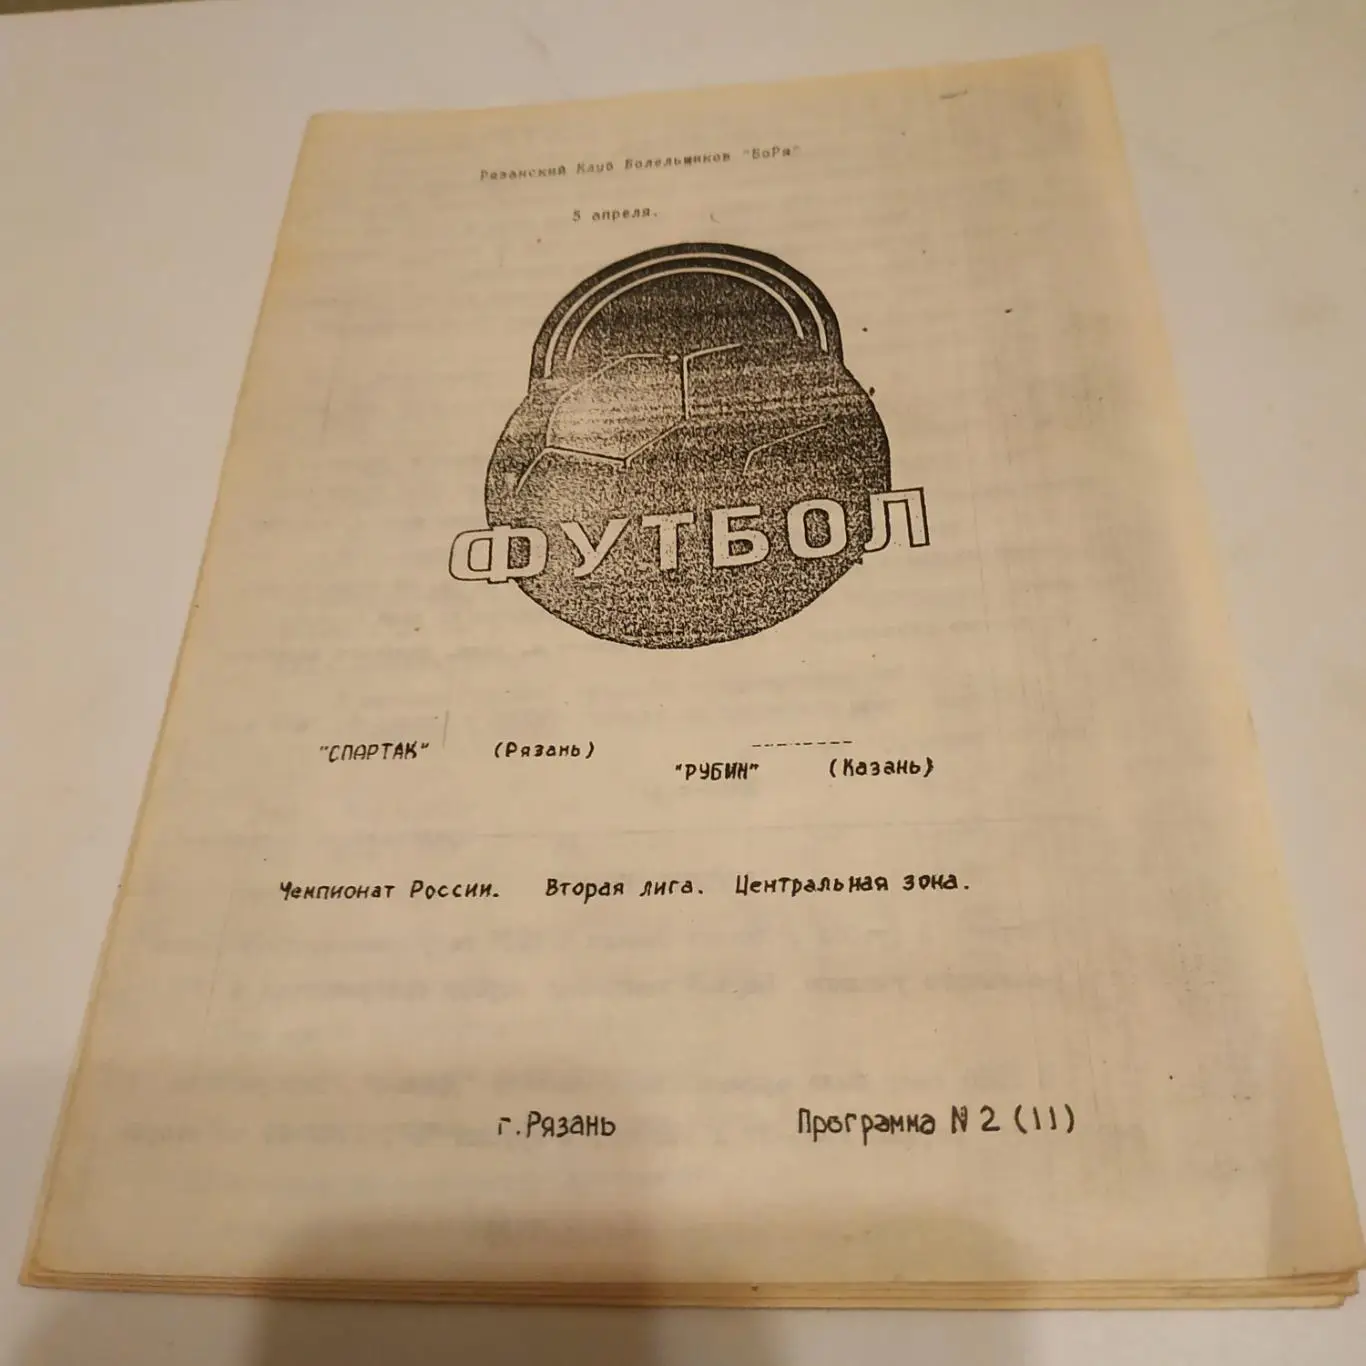 Рязанский Клуб Болельщиков "БоРя"
5 апреля.
ФУТБОЛ
"СПАРТАК" (Рязань) ---------
"РУБИН" (Казань)
Чемпионат России. Вторая лига. Центральная зона.
г. Рязань Программа N 2 (11)